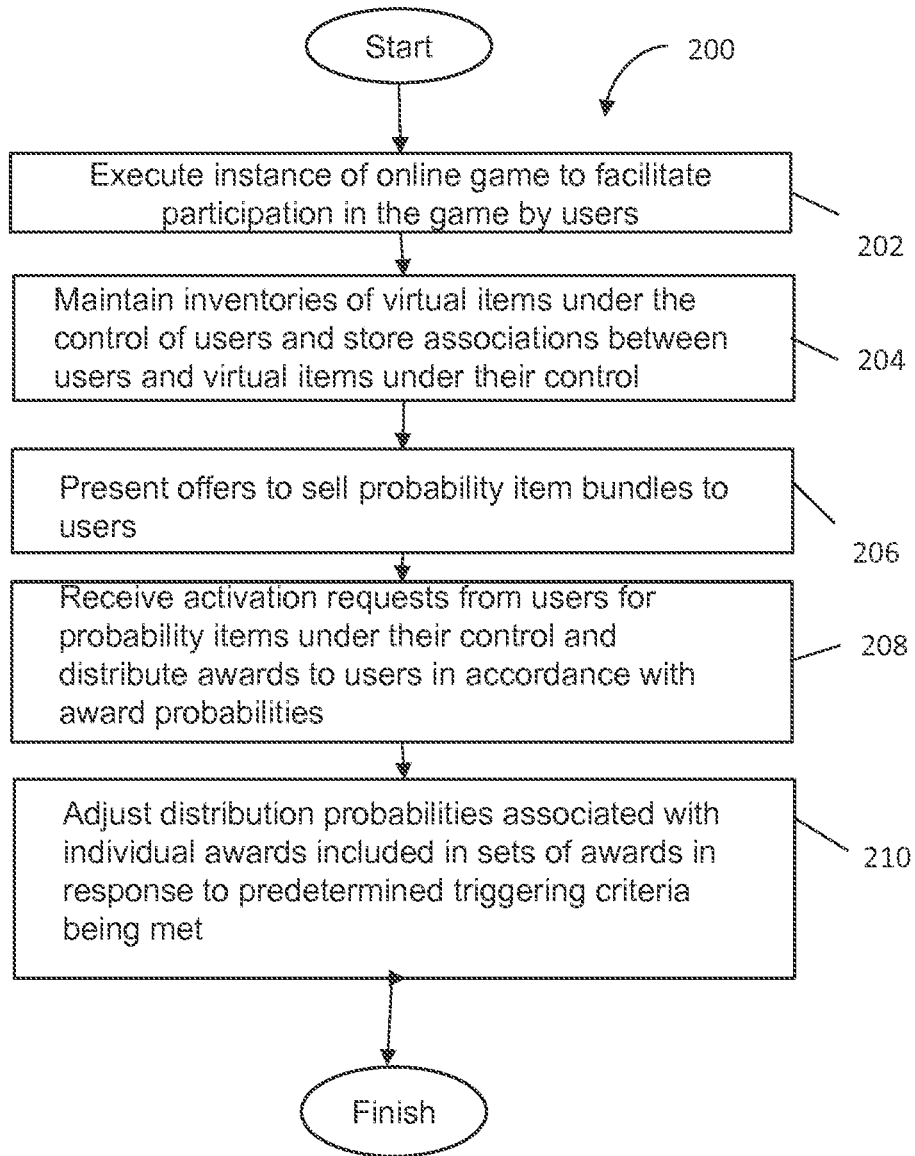 Start
200
Execute instance of online game to facilitate
participation in the game by users
202
Maintain inventories of virtual items under the
control of users and store associations between
users and virtual items under their control
204
Present offers to sell probability item bundles to
users
206
Receive activation requests from users for
probability items under their control and
distribute awards to users in accordance with
award probabilities
208
Adjust distribution probabilities associated with
individual awards included in sets of awards in
response to predetermined triggering criteria
being met
210
Finish